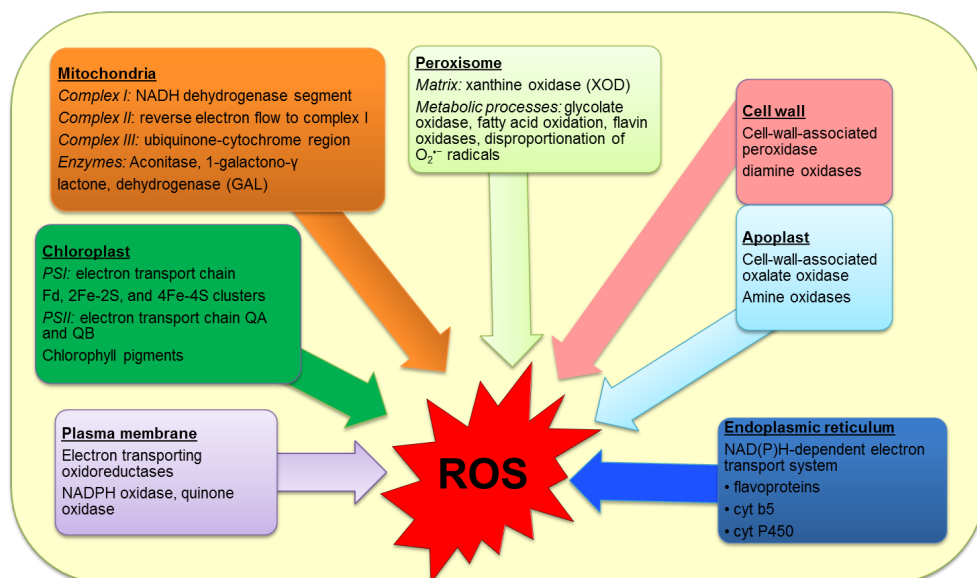 Mitochondria
Complex I: NADH dehydrogenase segment
Complex II: reverse electron flow to complex I
Complex III: ubiquinone-cytochrome region
Enzymes: Aconitase, 1-galactono-γ
lactone, dehydrogenase (GAL)
Peroxisome
Matrix: xanthine oxidase (XOD)
Metabolic processes: glycolate
oxidase, fatty acid oxidation, flavin
oxidases, disproportionation of
O₂•− radicals
Cell wall
Cell-wall-associated
peroxidase
diamine oxidases
Chloroplast
PSI: electron transport chain
Fd, 2Fe-2S, and 4Fe-4S clusters
PSII: electron transport chain QA
and QB
Chlorophyll pigments
Apoplast
Cell-wall-associated
oxalate oxidase
Amine oxidases
Plasma membrane
Electron transporting
oxidoreductases
NADPH oxidase, quinone
oxidase
ROS
Endoplasmic reticulum
NAD(P)H-dependent electron
transport system
• flavoproteins
• cyt b5
• cyt P450